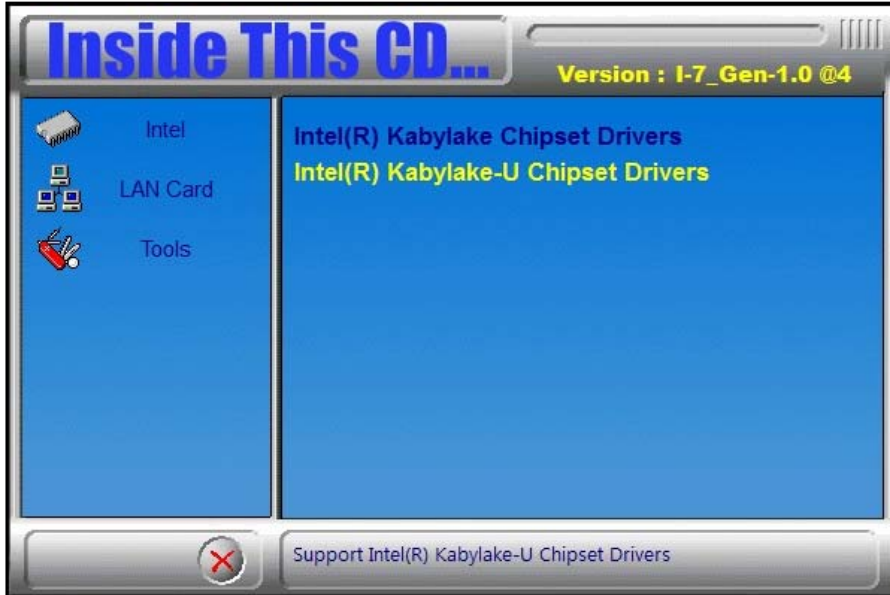 Inside This CD...
Version : I-7_Gen-1.0 @4
Intel
LAN Card
Tools
Intel(R) Kabylake Chipset Drivers
Intel(R) Kabylake-U Chipset Drivers
Support Intel(R) Kabylake-U Chipset Drivers